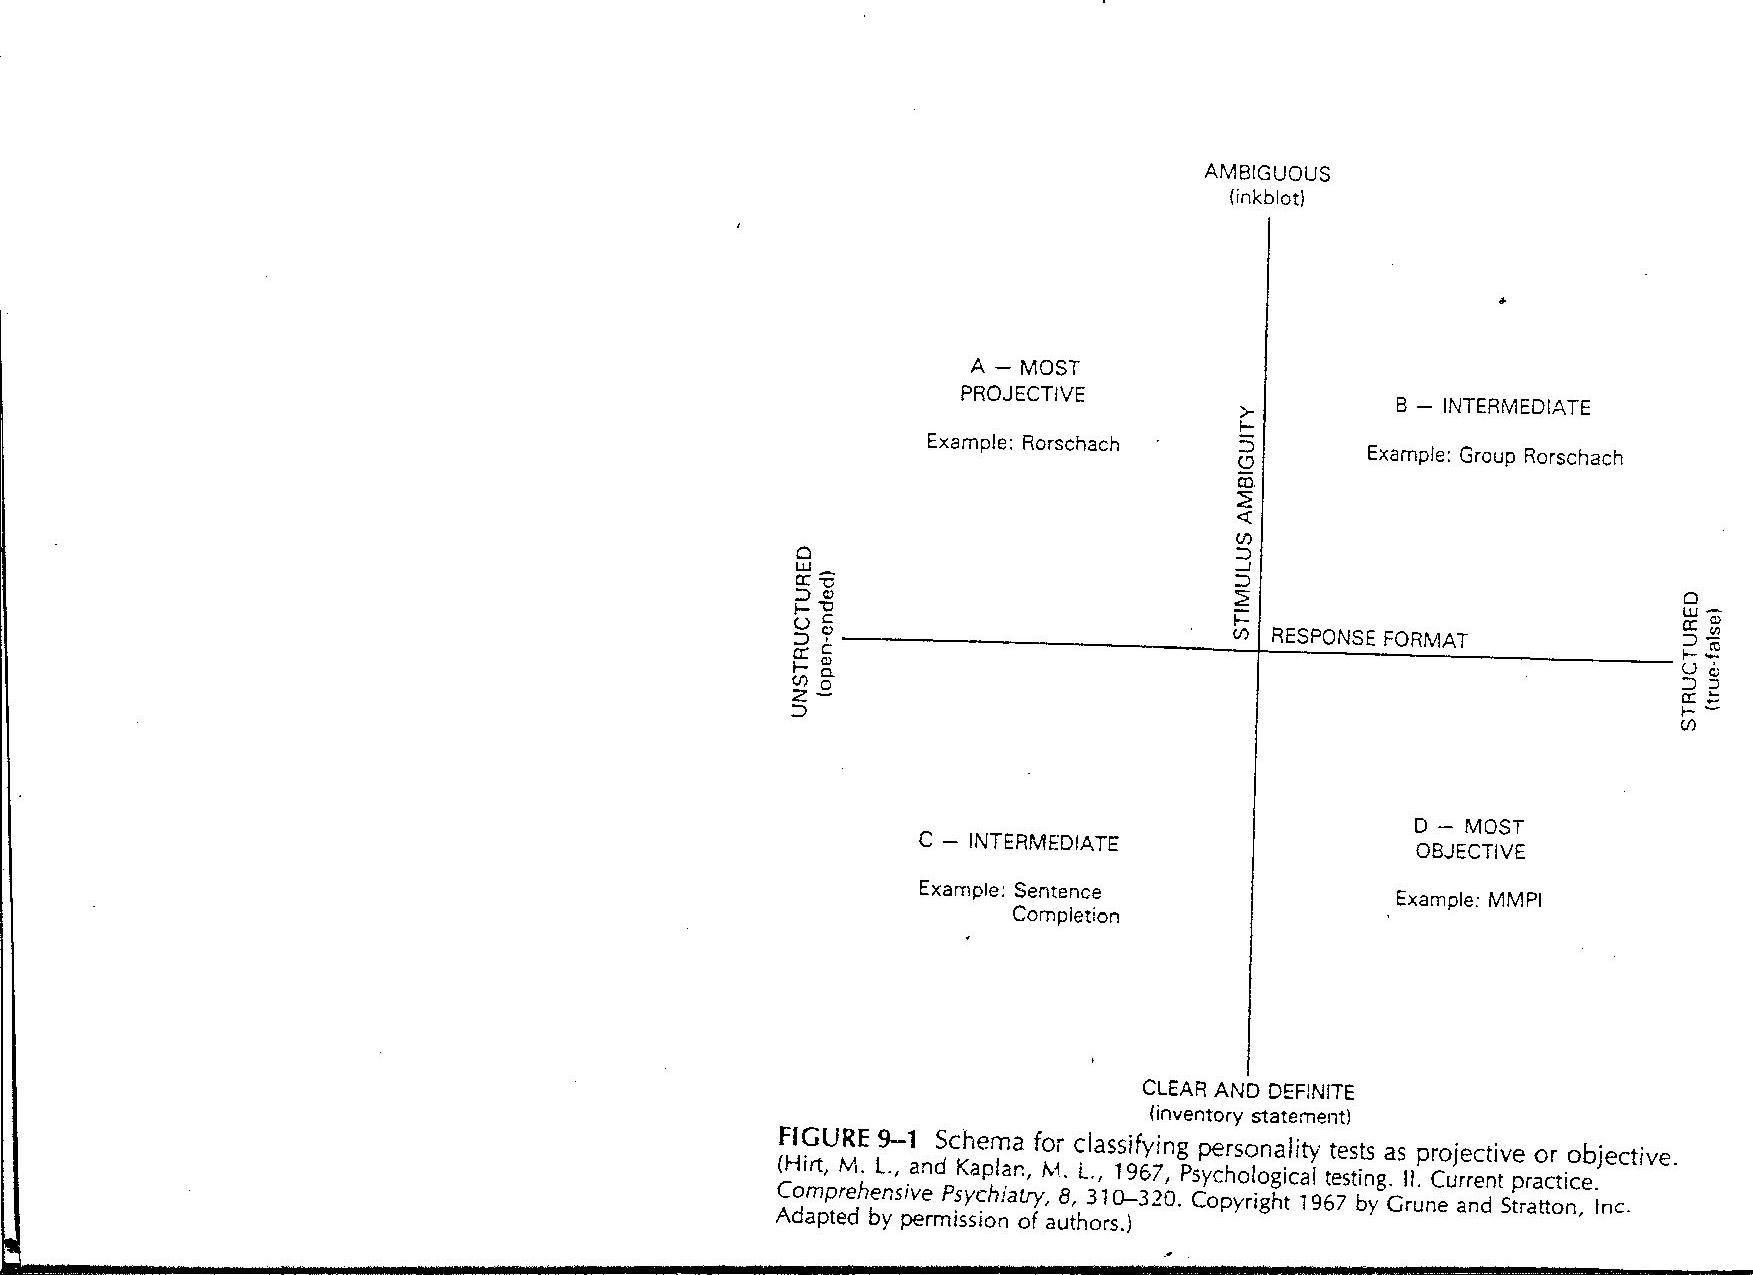 AMBIGUOUS
(inkblot)
A — MOST
PROJECTIVE
Example: Rorschach
B — INTERMEDIATE
Example: Group Rorschach
STIMULUS AMBIGUITY
UNSTRUCTURED
(open-ended)
RESPONSE FORMAT
STRUCTURED
(true-false)
C — INTERMEDIATE
Example: Sentence
Completion
D — MOST
OBJECTIVE
Example: MMPI
CLEAR AND DEFINITE
(inventory statement)
FIGURE 9–1 Schema for classifying personality tests as projective or objective.
(Hirt, M. L., and Kaplan, M. L., 1967, Psychological testing. II. Current practice.
Comprehensive Psychiatry, 8, 310–320. Copyright 1967 by Grune and Stratton, Inc.
Adapted by permission of authors.)